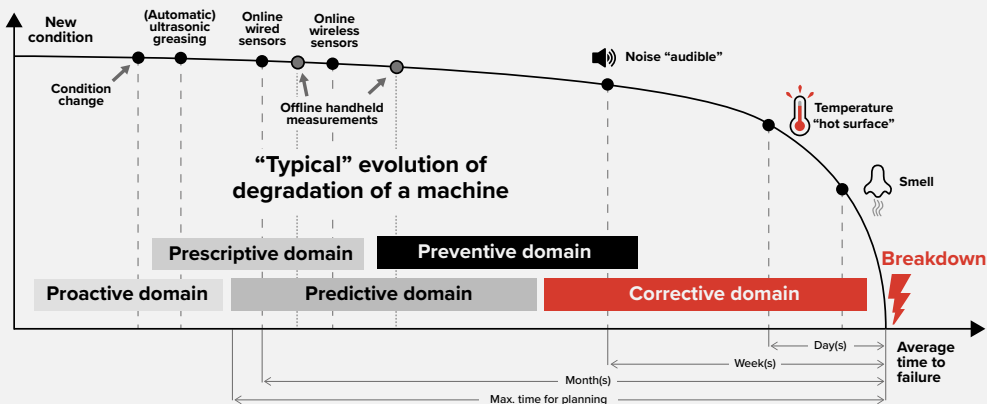 New
condition
(Automatic)
ultrasonic
greasing
Online
wired
sensors
Online
wireless
sensors
Condition
change
Offline handheld
measurements
Noise “audible”
Temperature
“hot surface”
Smell
“Typical” evolution of
degradation of a machine
Prescriptive domain
Preventive domain
Breakdown
Proactive domain
Predictive domain
Corrective domain
Day(s)
Week(s)
Month(s)
Max. time for planning
Average
time to
failure